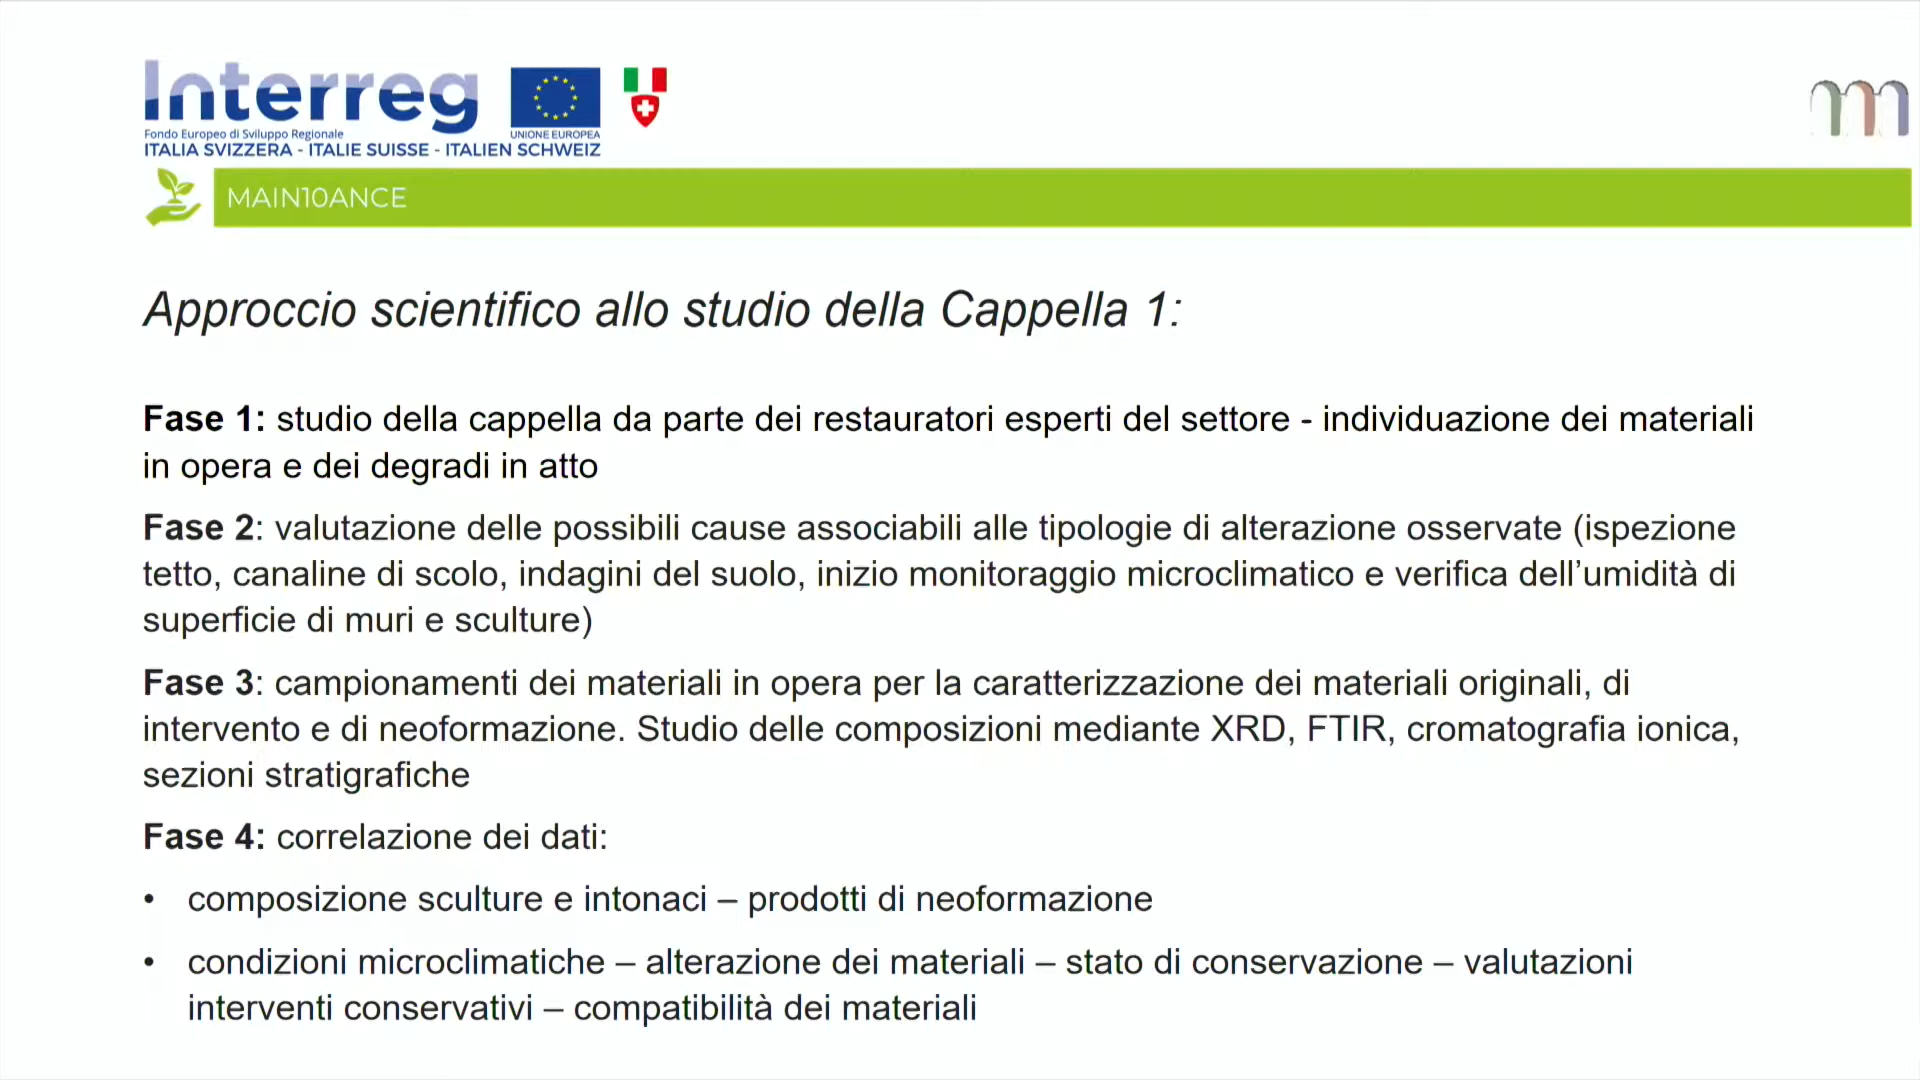 Interreg
Fondo Europeo di Sviluppo Regionale
UNIONE EUROPEA
ITALIA SVIZZERA - ITALIE SUISSE - ITALIEN SCHWEIZ
MAIN10ANCE
Approccio scientifico allo studio della Cappella 1:
Fase 1: studio della cappella da parte dei restauratori esperti del settore - individuazione dei materiali
in opera e dei degradi in atto
Fase 2: valutazione delle possibili cause associabili alle tipologie di alterazione osservate (ispezione
tetto, canaline di scolo, indagini del suolo, inizio monitoraggio microclimatico e verifica dell’umidità di
superficie di muri e sculture)
Fase 3: campionamenti dei materiali in opera per la caratterizzazione dei materiali originali, di
intervento e di neoformazione. Studio delle composizioni mediante XRD, FTIR, cromatografia ionica,
sezioni stratigrafiche
Fase 4: correlazione dei dati:
• composizione sculture e intonaci – prodotti di neoformazione
• condizioni microclimatiche – alterazione dei materiali – stato di conservazione – valutazioni
interventi conservativi – compatibilità dei materiali